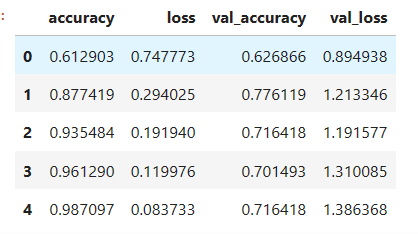 :
accuracy loss val_accuracy val_loss
0 0.612903 0.747773 0.626866 0.894938
1 0.877419 0.294025 0.776119 1.213346
2 0.935484 0.191940 0.716418 1.191577
3 0.961290 0.119976 0.701493 1.310085
4 0.987097 0.083733 0.716418 1.386368